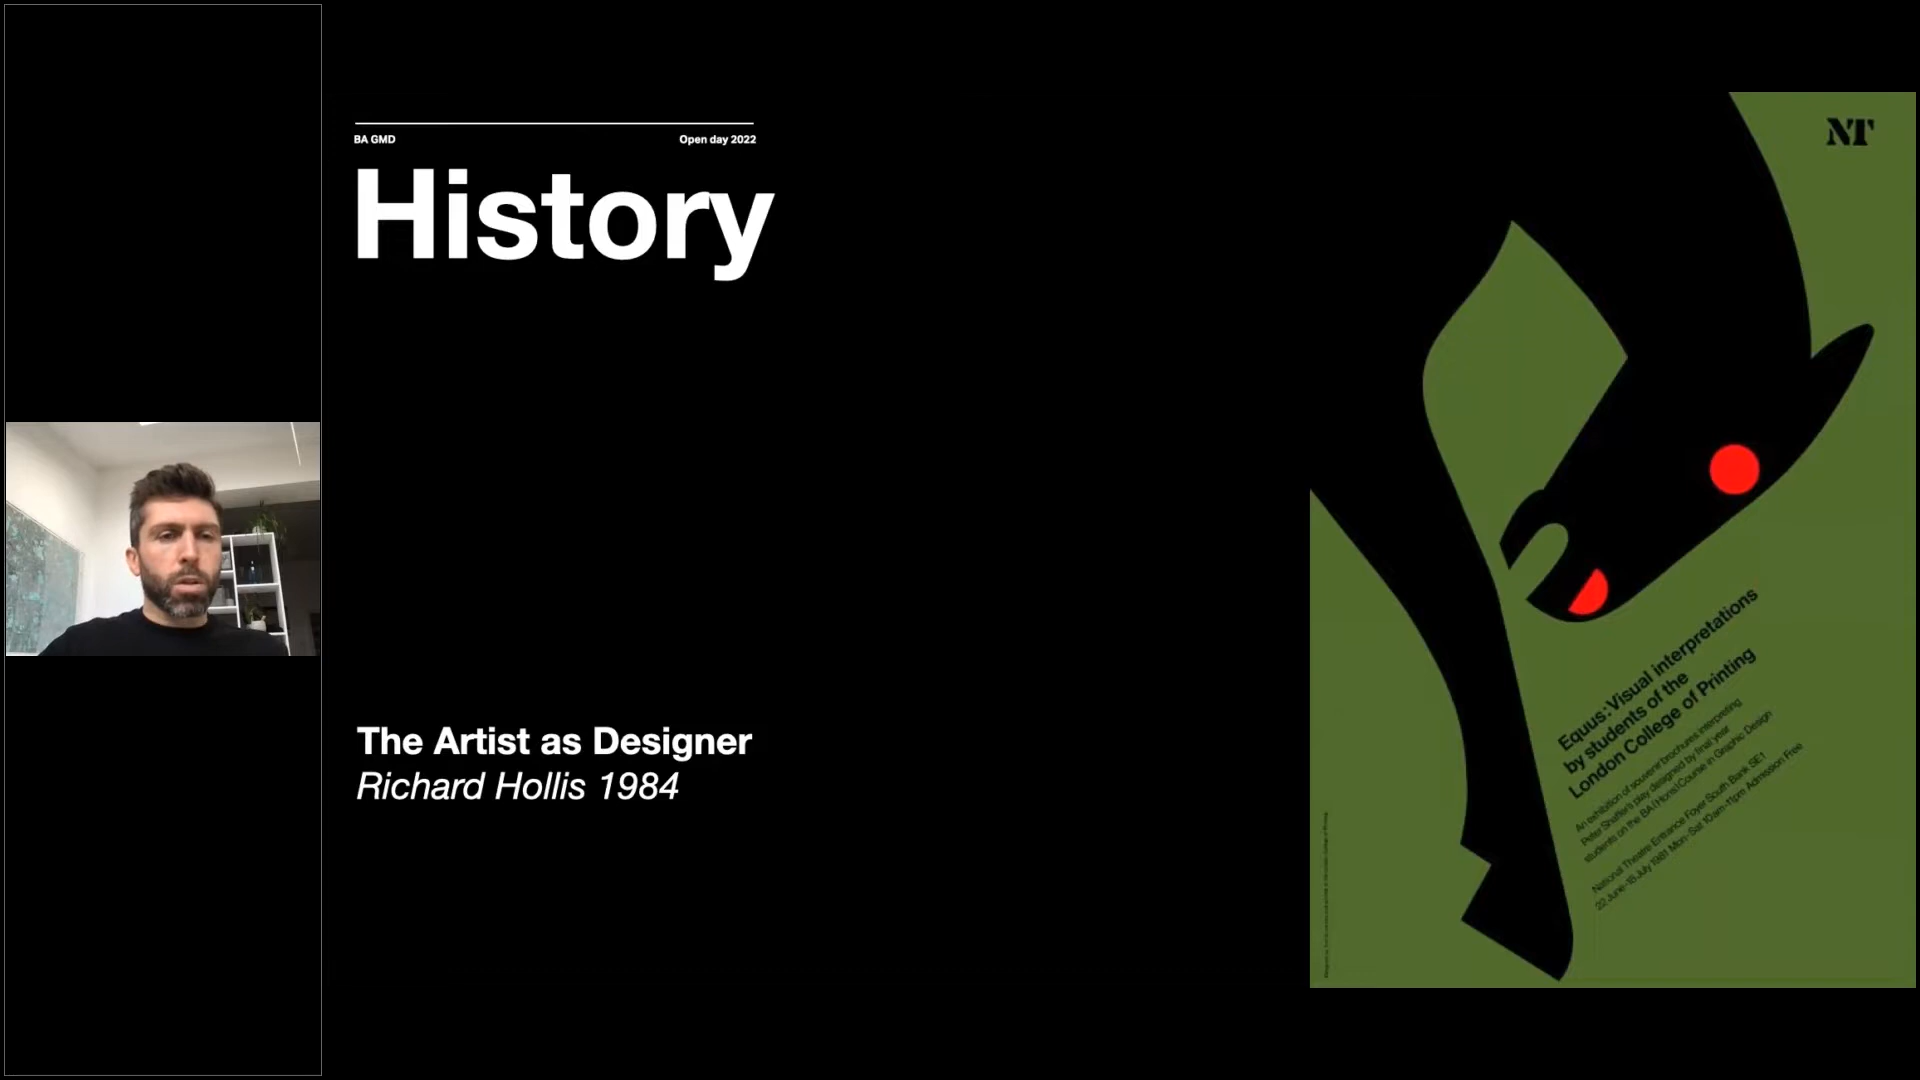 BA GMD
Open day 2022
History
The Artist as Designer
Richard Hollis 1984
NT
Equus: Visual interpretations
by students of the
London College of Printing
An exhibition of souvenir brochures interpreting
Peter Shaffer's play designed by final year
students on the BA (Hons) Course in Graphic Design
National Theatre Entrance Foyer South Bank SE1
22 June-18 July 1981 Mon-Sat 10am-11pm Admission Free